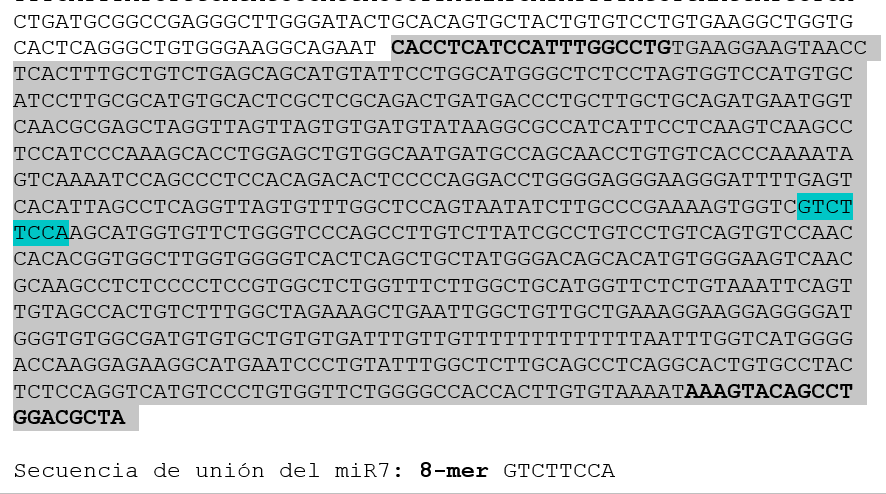 CTGATGCGGCCGAGGGCTTGGGATACTGCACAGTGCTACTGTGTCCTGTGAAGGCTGGTG
CACTCAGGGCTGTGGGAAGGCAGAAT CACCTCATCCATTTGGCCTGTGAAGGAAGTAACC
TCACTTTGCTGTCTGAGCAGCATGTATTCCTGGCATGGGCTCTCCTAGTGGTCCATGTGC
ATCCTTGCGCATGTGCACTCGCTCGCAGACTGATGACCCTGCTTGCTGCAGATGAATGGT
CAACGCGAGCTAGGTTAGTTAGTGTGATGTATAAGGCGCCATCATTCCTCAAGTCAAGCC
TCCATCCCAAAGCACCTGGAGCTGTGGCAATGATGCCAGCAACCTGTGTCACCCAAAATA
GTCAAAATCCAGCCCTCCACAGACACTCCCCAGGACCTGGGGAGGGAAGGGATTTTGAGT
CACATTAGCCTCAGGTTAGTGTTTGGCTCCAGTAATATCTTGCCCGAAAAGTGGTCGTCT
TCCAAGCATGGTGTTCTGGGTCCCAGCCTTGTCTTATCGCCTGTCCTGTCAGTGTCCAAC
CACACGGTGGCTTGGTGGGGTCACTCAGCTGCTATGGGACAGCACATGTGGGAAGTCAAC
GCAAGCCTCTCCCCTCCGTGGCTCTGGTTTCTTGGCTGCATGGTTCTCTGTAAATTCAGT
TGTAGCCACTGTCTTTGGCTAGAAAGCTGAATTGGCTGTTGCTGAAAGGAAGGAGGGGAT
GGGTGTGGCGATGTGTGCTGTGTGATTTGTTGTTTTTTTTTTTTTTAATTTGGTCATGGGG
ACCAAGGAGAAGGCATGAATCCCTGTATTTGGCTCTTGCAGCCTCAGGCACTGTGCCTAC
TCTCCAGGTCATGTCCCTGTGGTTCTGGGGCCACCACTTGTGTAAAATAAAGTACAGCCT
GGACGCTA
Secuencia de unión del miR7: 8-mer GTCTTCCA